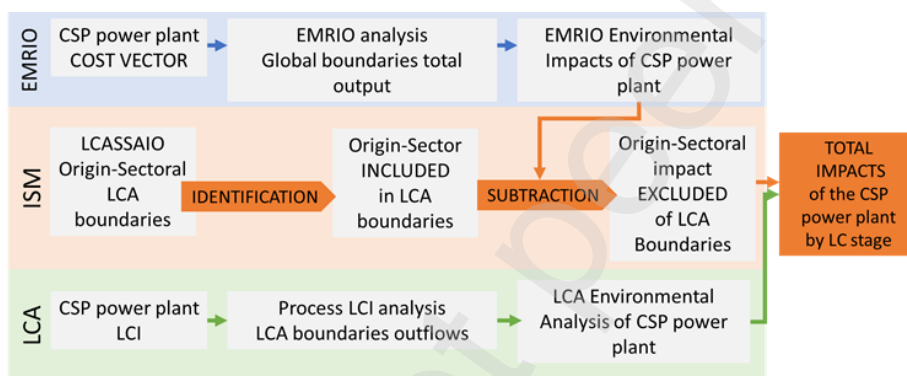 EMRIO
CSP power plant
COST VECTOR
EMRIO analysis
Global boundaries total
output
EMRIO Environmental
Impacts of CSP power
plant
ISM
LCASSAIO
Origin-Sectoral
LCA
boundaries
IDENTIFICATION
Origin-Sector
INCLUDED
in LCA
boundaries
SUBTRACTION
Origin-Sectoral
impact
EXCLUDED
of LCA
Boundaries
TOTAL
IMPACTS
of the CSP
power plant
by LC stage
LCA
CSP power plant
LCI
Process LCI analysis
LCA boundaries outflows
LCA Environmental
Analysis of CSP power
plant